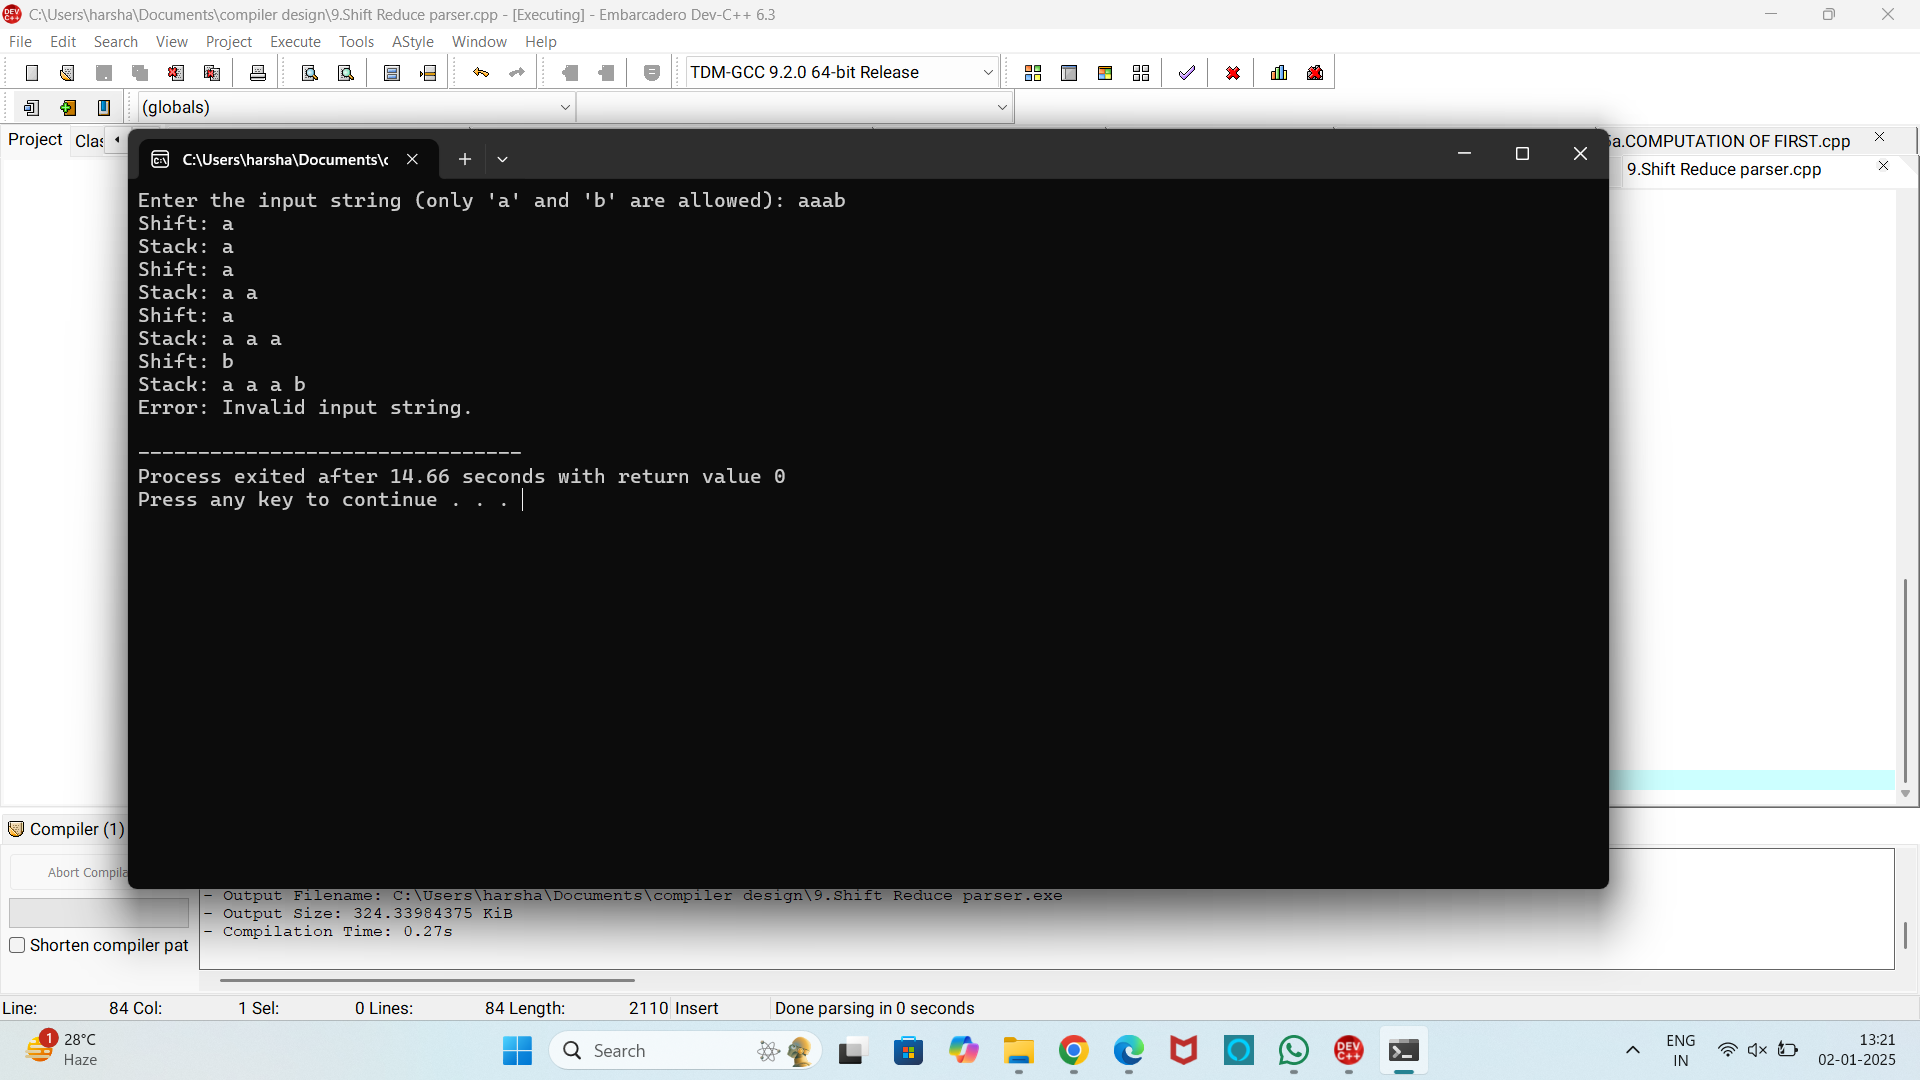 C:\Users\harsha\Documents\compiler design\9.Shift Reduce parser.cpp - [Executing] - Embarcadero Dev-C++ 6.3
File Edit Search View Project Execute Tools AStyle Window Help
TDM-GCC 9.2.0 64-bit Release
(globals)
Project Clas
5a.COMPUTATION OF FIRST.cpp
9.Shift Reduce parser.cpp
C:\Users\harsha\Documents\c
Enter the input string (only 'a' and 'b' are allowed): aaab
Shift: a
Stack: a
Shift: a
Stack: a a
Shift: a
Stack: a a a
Shift: b
Stack: a a a b
Error: Invalid input string.
--------------------------------
Process exited after 14.66 seconds with return value 0
Press any key to continue . . .
Compiler (1)
Abort Compila
Shorten compiler pat
- Output Filename: C:\Users\harsha\Documents\compiler design\9.Shift Reduce parser.exe
- Output Size: 324.33984375 KiB
- Compilation Time: 0.27s
Line: 84 Col: 1 Sel: 0 Lines: 84 Length: 2110 Insert Done parsing in 0 seconds
1
28°C
Haze
Search
DEV C++
ENG
IN
13:21
02-01-2025